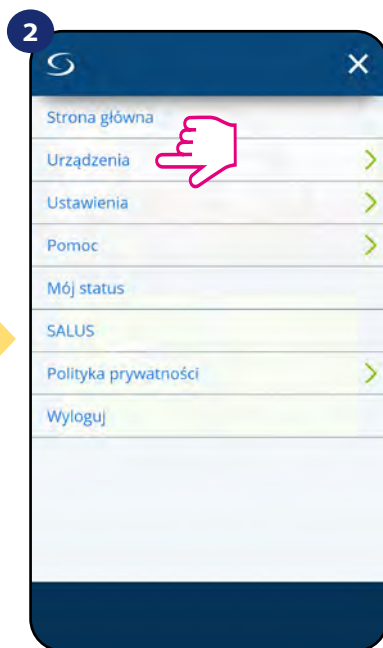 2
Strona główna
Urządzenia
Ustawienia
Pomoc
Mój status
SALUS
Polityka prywatności
Wyloguj